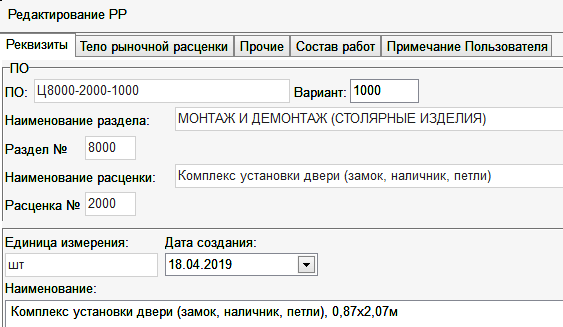 Редактирование РР
Реквизиты Тело рыночной расценки Прочие Состав работ Примечание Пользователя
ПО
ПО: Ц8000-2000-1000 Вариант: 1000
Наименование раздела: МОНТАЖ И ДЕМОНТАЖ (СТОЛЯРНЫЕ ИЗДЕЛИЯ)
Раздел № 8000
Наименование расценки: Комплекс установки двери (замок, наличник, петли)
Расценка № 2000
Единица измерения: Дата создания:
шт 18.04.2019
Наименование:
Комплекс установки двери (замок, наличник, петли), 0,87х2,07м